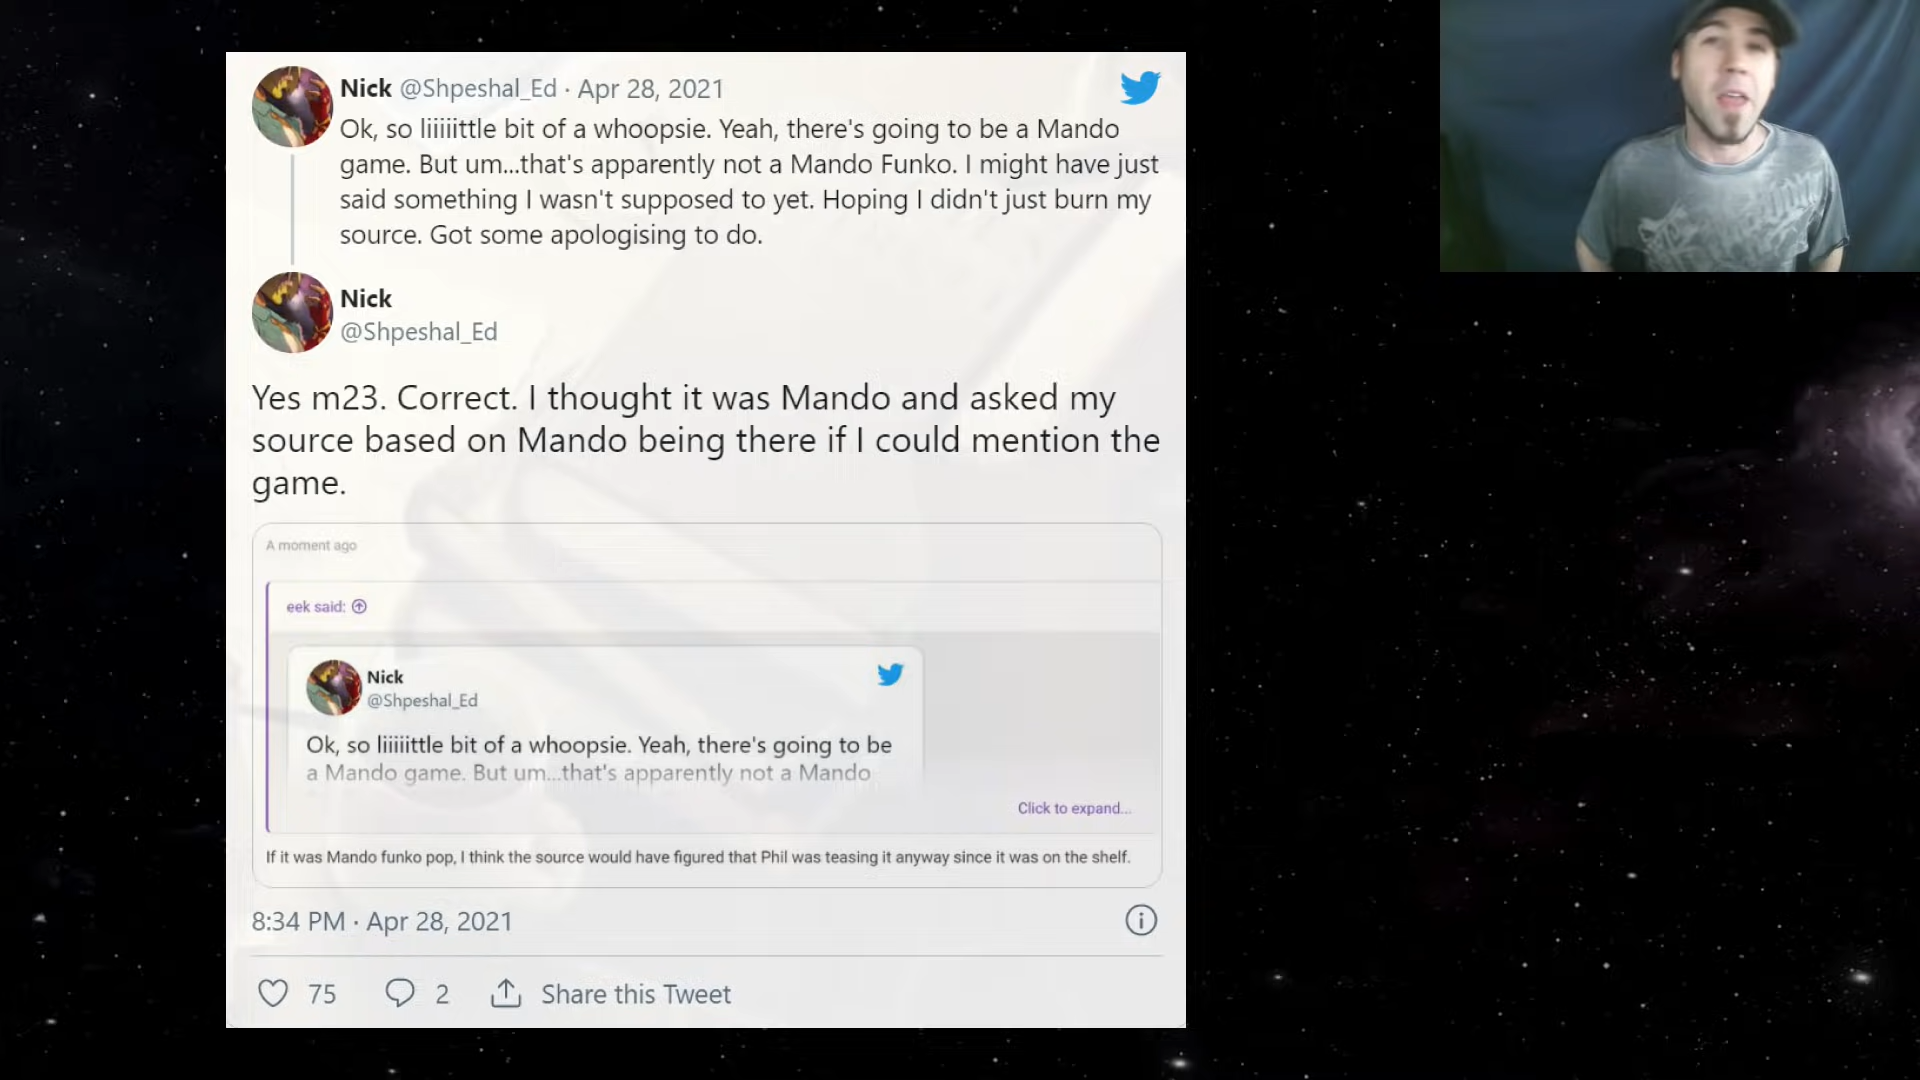 Nick @Shpeshal_Ed · Apr 28, 2021
Ok, so liiiiittle bit of a whoopsie. Yeah, there's going to be a Mando
game. But um...that's apparently not a Mando Funko. I might have just
said something I wasn't supposed to yet. Hoping I didn't just burn my
source. Got some apologising to do.
Nick
@Shpeshal_Ed
Yes m23. Correct. I thought it was Mando and asked my
source based on Mando being there if I could mention the
game.
A moment ago
eek said:
Nick
@Shpeshal_Ed
Ok, so liiiiittle bit of a whoopsie. Yeah, there's going to be
a Mando game. But um...that's apparently not a Mando
Click to expand...
If it was Mando funko pop, I think the source would have figured that Phil was teasing it anyway since it was on the shelf.
8:34 PM · Apr 28, 2021
75 2 Share this Tweet